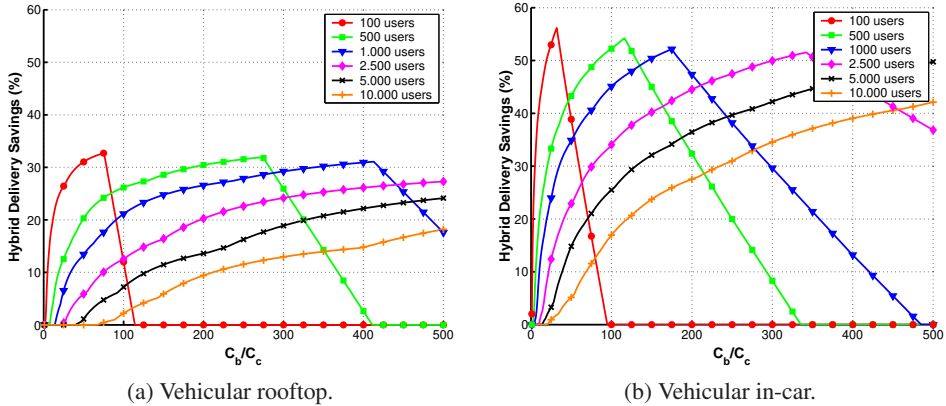 Hybrid Delivery Savings (%)
60
50
40
30
20
10
0
0 100 200 300 400 500
C_b/C_c
100 users
500 users
1.000 users
2.500 users
5.000 users
10.000 users
(a) Vehicular rooftop.
Hybrid Delivery Savings (%)
60
50
40
30
20
10
0
0 100 200 300 400 500
C_b/C_c
100 users
500 users
1000 users
2.500 users
5.000 users
10.000 users
(b) Vehicular in-car.